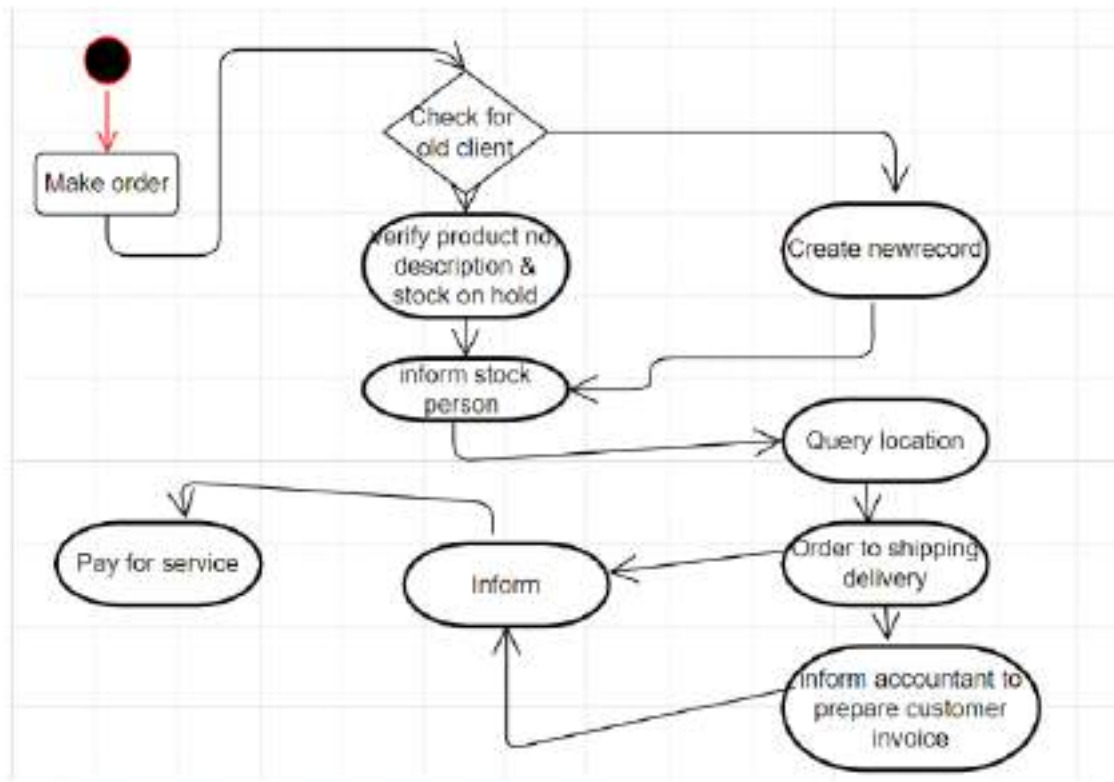 Make order
Check for
old client
verify product no,
description &
stock on hold
Create newrecord
inform stock
person
Query location
Order to shipping
delivery
Inform
Pay for service
inform accountant to
prepare customer
invoice